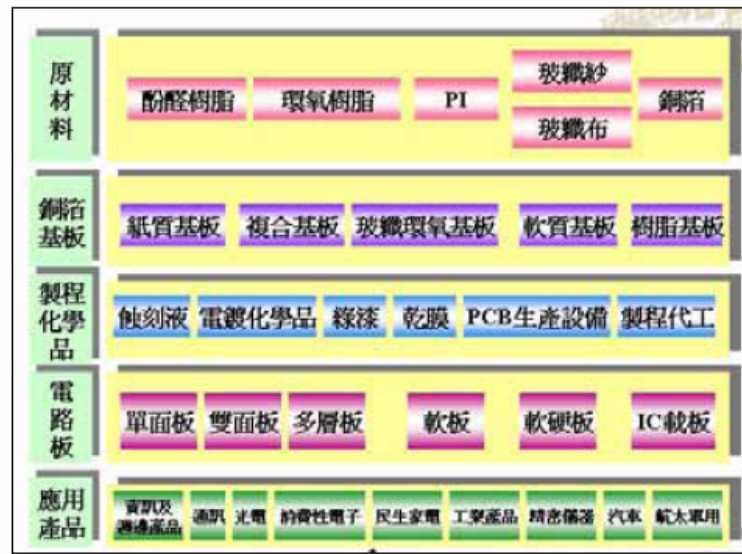 原材料
酚醛樹脂
環氧樹脂
PI
玻纖紗
玻纖布
銅箔
銅箔基板
紙質基板
複合基板
玻纖環氧基板
軟質基板
樹脂基板
製程化學品
蝕刻液
電鍍化學品
綠漆
乾膜
PCB生產設備
製程代工
電路板
單面板
雙面板
多層板
軟板
軟硬板
IC載板
應用產品
資訊及
週邊產品
通訊
光電
消費性電子
民生家電
工業產品
精密儀器
汽車
航太軍用